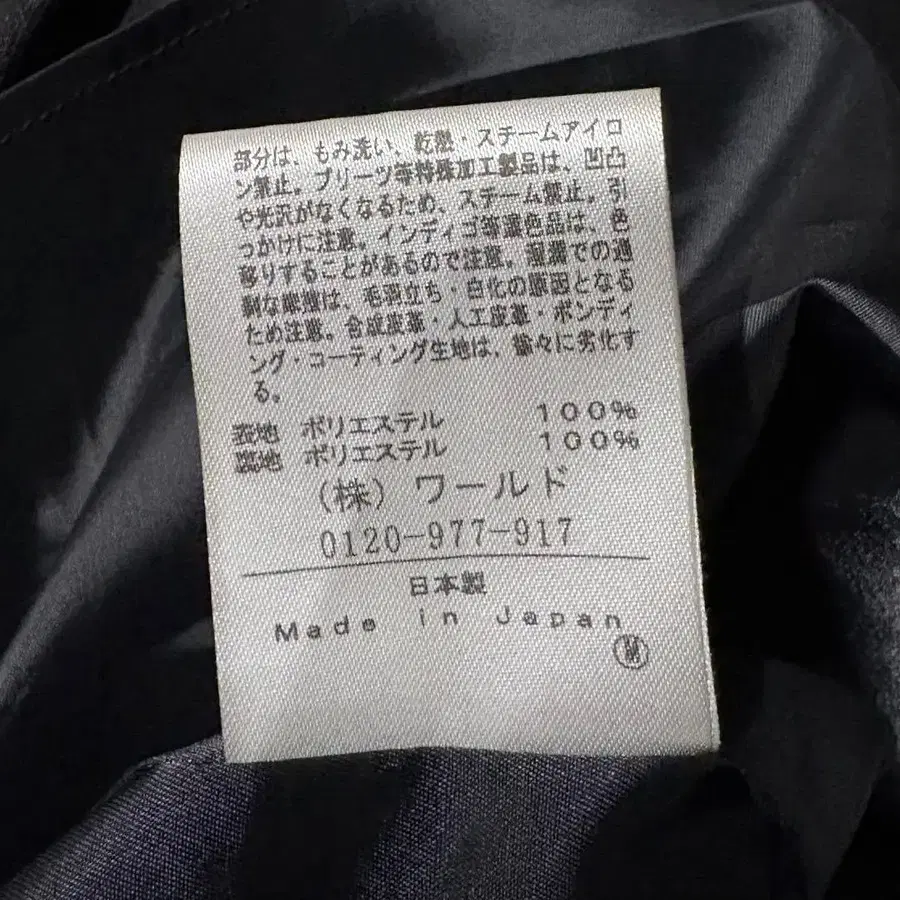 部分は、もみ洗い、乾燥・スチームアイロ
ン禁止。プリーツ等特殊加工製品は、凹凸
や光沢がなくなるため、スチーム禁止。引
っかけに注意。インディゴ等濃色品は、色
移りすることがあるので注意。湿潤での過
剰な摩擦は、毛羽立ち・白化の原因となる
ため注意。合成皮革・人工皮革・ボンディ
ング・コーティング生地は、徐々に劣化す
る。
表地 ポリエステル 100%
裏地 ポリエステル 100%
(株) ワールド
0120-977-917
日本製
Made in Japan
M